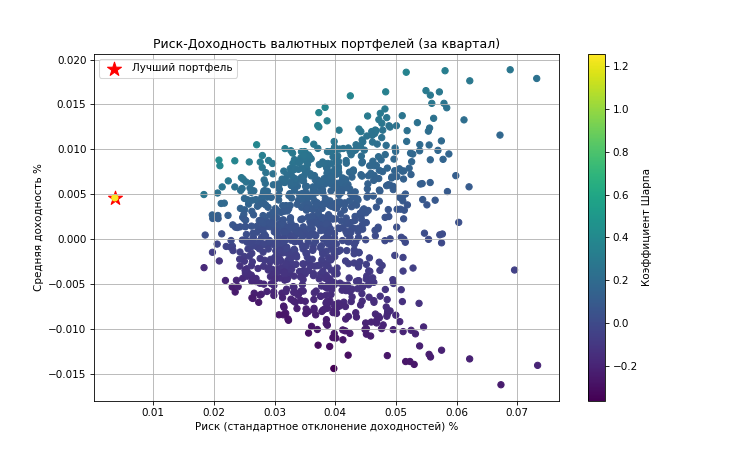 Риск-Доходность валютных портфелей (за квартал)
Лучший портфель
Средняя доходность %
0.020
0.015
0.010
0.005
0.000
−0.005
−0.010
−0.015
0.01 0.02 0.03 0.04 0.05 0.06 0.07
Риск (стандартное отклонение доходностей) %
1.2
1.0
0.8
0.6
0.4
0.2
0.0
−0.2
Коэффициент Шарпа